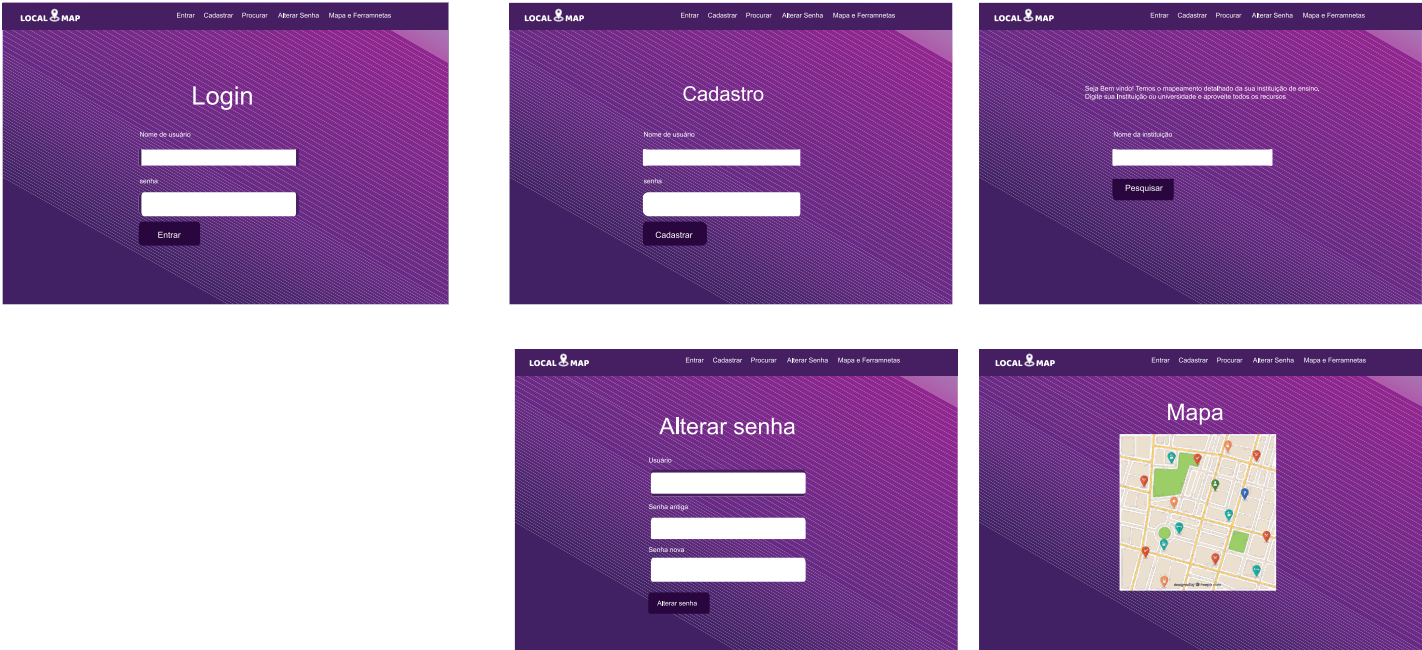 LOCAL MAP
Entrar Cadastrar Procurar Alterar Senha Mapa e Ferramnetas
Login
Nome de usuário
senha
Entrar
LOCAL MAP
Entrar Cadastrar Procurar Alterar Senha Mapa e Ferramnetas
Cadastro
Nome de usuário
senha
Cadastrar
LOCAL MAP
Entrar Cadastrar Procurar Alterar Senha Mapa e Ferramnetas
Seja Bem vindo! Temos o mapeamento detalhado da sua instituição de ensino,
Digite sua Instituição ou universidade e aproveite todos os recursos
Nome da instituição
Pesquisar
LOCAL MAP
Entrar Cadastrar Procurar Alterar Senha Mapa e Ferramnetas
Alterar senha
Usuário
Senha antiga
Senha nova
Alterar senha
LOCAL MAP
Entrar Cadastrar Procurar Alterar Senha Mapa e Ferramnetas
Mapa
designed by freepik.com